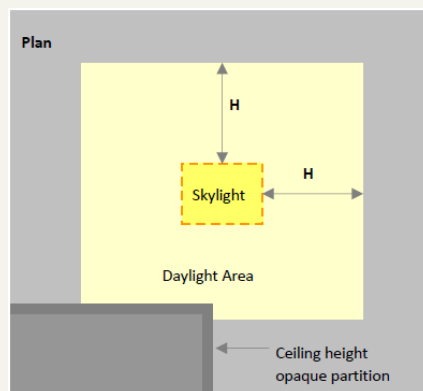 Plan
H
H
Skylight
Daylight Area
Ceiling height
opaque partition